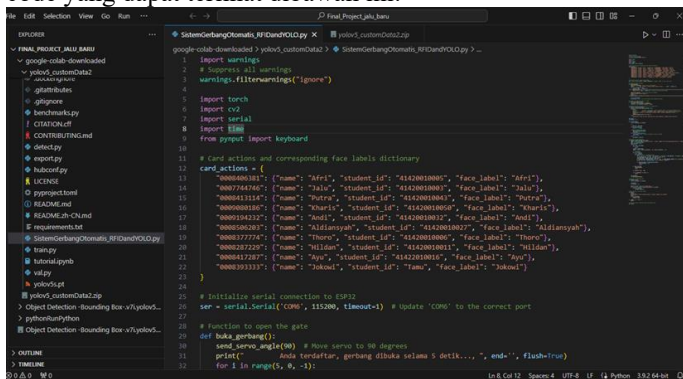 code yang dapat termat dibawah ini.
File Edit Selection View Go Run ...
Final_Project_jalu_baru
EXPLORER
FINAL_PROJECT_JALU_BARU
google-colab-downloaded
yolov5_customData2
.dockerignore
.gitattributes
.gitignore
benchmarks.py
CITATION.cff
CONTRIBUTING.md
detect.py
export.py
hubconf.py
LICENSE
pyproject.toml
README.md
README.zh-CN.md
requirements.txt
SistemGerbangOtomatis_RFIDandYOLO.py
train.py
tutorial.ipynb
val.py
yolov5s.pt
yolov5_customData2.zip
Object Detection -Bounding Box-.v7i.yolov5...
pythonRunPython
Object Detection -Bounding Box-.v7i.yolov5...
OUTLINE
TIMELINE
SistemGerbangOtomatis_RFIDandYOLO.py
yolov5_customData2.zip
google-colab-downloaded > yolov5_customData2 > SistemGerbangOtomatis_RFIDandYOLO.py > ...
1 import warnings
2 # Suppress all warnings
3 warnings.filterwarnings("ignore")
4
5 import torch
6 import cv2
7 import serial
8 import time
9 from pynput import keyboard
10
11 # Card actions and corresponding face labels dictionary
12 card_actions = {
13 "0008406381": {"name": "Afri", "student_id": "41420010005", "face_label": "Afri"},
14 "0007744746": {"name": "Jalu", "student_id": "41420010003", "face_label": "Jalu"},
15 "0008413114": {"name": "Putra", "student_id": "41420010043", "face_label": "Putra"},
16 "0009080186": {"name": "Kharis", "student_id": "41420010050", "face_label": "Kharis"},
17 "0009194232": {"name": "Andi", "student_id": "41420010032", "face_label": "Andi"},
18 "0008506203": {"name": "Aldiansyah", "student_id": "41420010027", "face_label": "Aldiansyah"},
19 "0008377774": {"name": "Thoro", "student_id": "41420010006", "face_label": "Thoro"},
20 "0008287229": {"name": "Hildan", "student_id": "41420010011", "face_label": "Hildan"},
21 "0008417287": {"name": "Ayu", "student_id": "41422010016", "face_label": "Ayu"},
22 "0008393333": {"name": "Jokowi", "student_id": "Tamu", "face_label": "Jokowi"}
23 }
24
25 # Initialize serial connection to ESP32
26 ser = serial.Serial('COM6', 115200, timeout=1) # Update 'COM6' to the correct port
27
28 # Function to open the gate
29 def buka_gerbang():
30 send_servo_angle(90) # Move servo to 90 degrees
31 print(" Anda terdaftar, gerbang dibuka selama 5 detik..., ", end='', flush=True)
32 for i in range(5, 0, -1):
0 0 0 Ln 8, Col 12 Spaces: 4 UTF-8 LF Python 3.9.2 64-bit